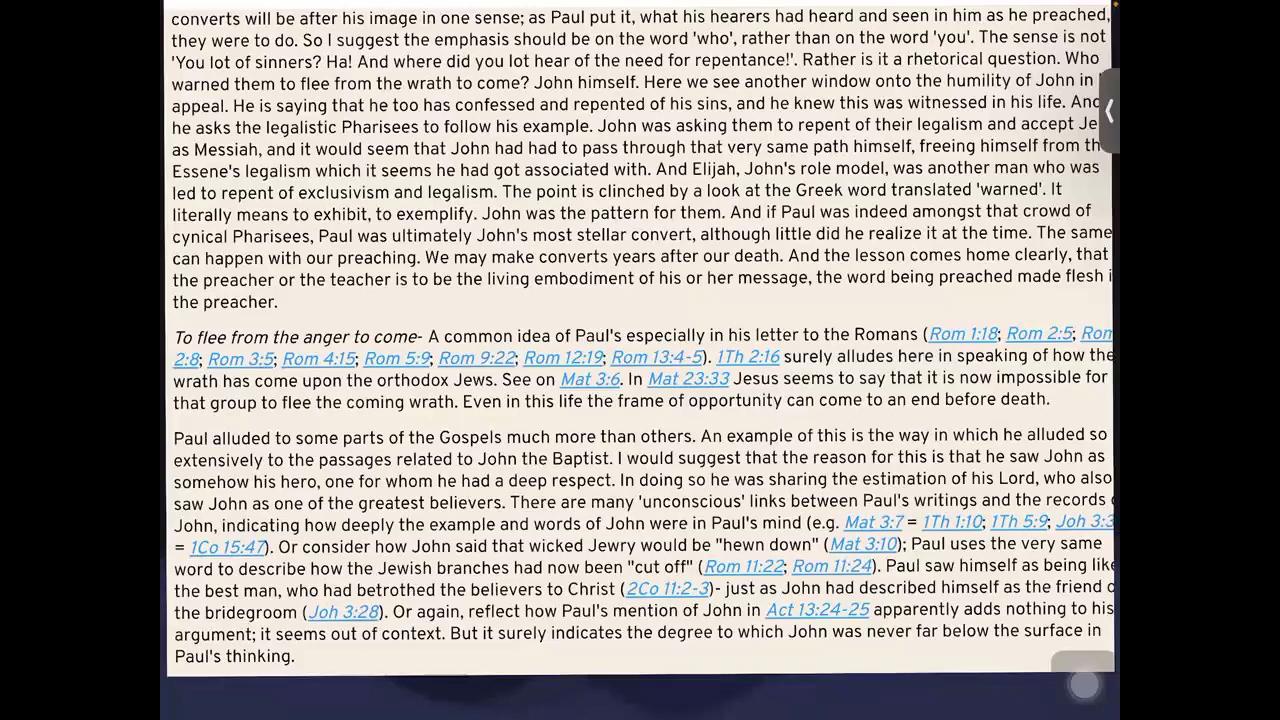 converts will be after his image in one sense; as Paul put it, what his hearers had heard and seen in him as he preached,
they were to do. So I suggest the emphasis should be on the word 'who', rather than on the word 'you'. The sense is not
'You lot of sinners? Ha! And where did you lot hear of the need for repentance!'. Rather is it a rhetorical question. Who
warned them to flee from the wrath to come? John himself. Here we see another window onto the humility of John in
appeal. He is saying that he too has confessed and repented of his sins, and he knew this was witnessed in his life. And
he asks the legalistic Pharisees to follow his example. John was asking them to repent of their legalism and accept Je
as Messiah, and it would seem that John had had to pass through that very same path himself, freeing himself from th
Essene's legalism which it seems he had got associated with. And Elijah, John's role model, was another man who was
led to repent of exclusivism and legalism. The point is clinched by a look at the Greek word translated 'warned'. It
literally means to exhibit, to exemplify. John was the pattern for them. And if Paul was indeed amongst that crowd of
cynical Pharisees, Paul was ultimately John's most stellar convert, although little did he realize it at the time. The same
can happen with our preaching. We may make converts years after our death. And the lesson comes home clearly, that
the preacher or the teacher is to be the living embodiment of his or her message, the word being preached made flesh i
the preacher.
To flee from the anger to come- A common idea of Paul's especially in his letter to the Romans (Rom 1:18; Rom 2:5; Rom
2:8; Rom 3:5; Rom 4:15; Rom 5:9; Rom 9:22; Rom 12:19; Rom 13:4-5). 1Th 2:16 surely alludes here in speaking of how the
wrath has come upon the orthodox Jews. See on Mat 3:6. In Mat 23:33 Jesus seems to say that it is now impossible for
that group to flee the coming wrath. Even in this life the frame of opportunity can come to an end before death.
Paul alluded to some parts of the Gospels much more than others. An example of this is the way in which he alluded so
extensively to the passages related to John the Baptist. I would suggest that the reason for this is that he saw John as
somehow his hero, one for whom he had a deep respect. In doing so he was sharing the estimation of his Lord, who also
saw John as one of the greatest believers. There are many 'unconscious' links between Paul's writings and the records
John, indicating how deeply the example and words of John were in Paul's mind (e.g. Mat 3:7 = 1Th 1:10; 1Th 5:9; Joh 3:3
= 1Co 15:47). Or consider how John said that wicked Jewry would be "hewn down" (Mat 3:10); Paul uses the very same
word to describe how the Jewish branches had now been "cut off" (Rom 11:22; Rom 11:24). Paul saw himself as being like
the best man, who had betrothed the believers to Christ (2Co 11:2-3)- just as John had described himself as the friend
the bridegroom (Joh 3:28). Or again, reflect how Paul's mention of John in Act 13:24-25 apparently adds nothing to his
argument; it seems out of context. But it surely indicates the degree to which John was never far below the surface in
Paul's thinking.